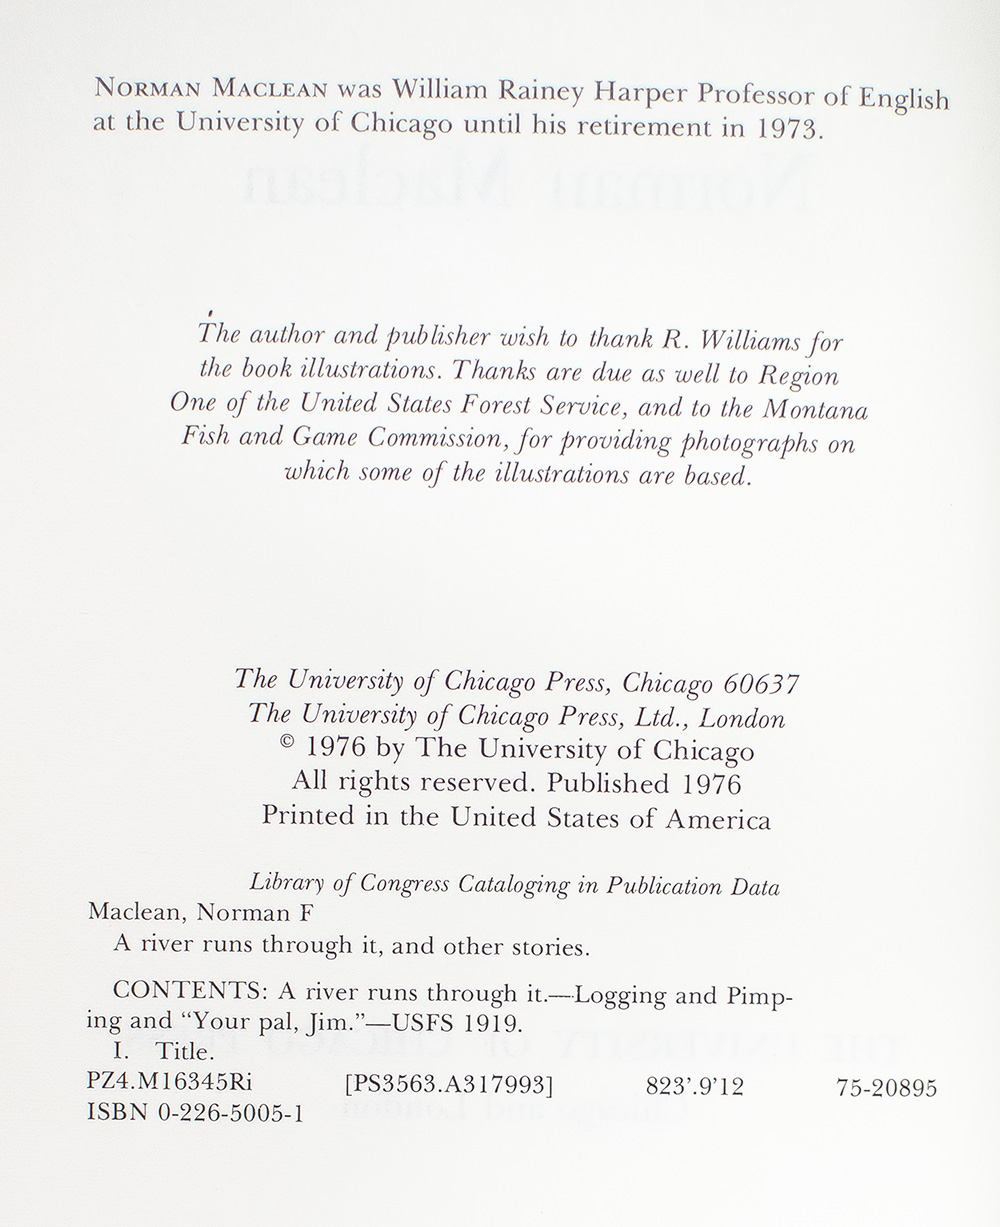 NORMAN MACLEAN was William Rainey Harper Professor of English
at the University of Chicago until his retirement in 1973.
Norman Maclean
The author and publisher wish to thank R. Williams for
the book illustrations. Thanks are due as well to Region
One of the United States Forest Service, and to the Montana
Fish and Game Commission, for providing photographs on
which some of the illustrations are based.
The University of Chicago Press, Chicago 60637
The University of Chicago Press, Ltd., London
© 1976 by The University of Chicago
All rights reserved. Published 1976
Printed in the United States of America
Library of Congress Cataloging in Publication Data
Maclean, Norman F
A river runs through it, and other stories.
CONTENTS: A river runs through it.—Logging and Pimp-
ing and "Your pal, Jim."—USFS 1919.
I. Title.
PZ4.M16345Ri [PS3563.A317993] 823'.9'12 75-20895
ISBN 0-226-5005-1